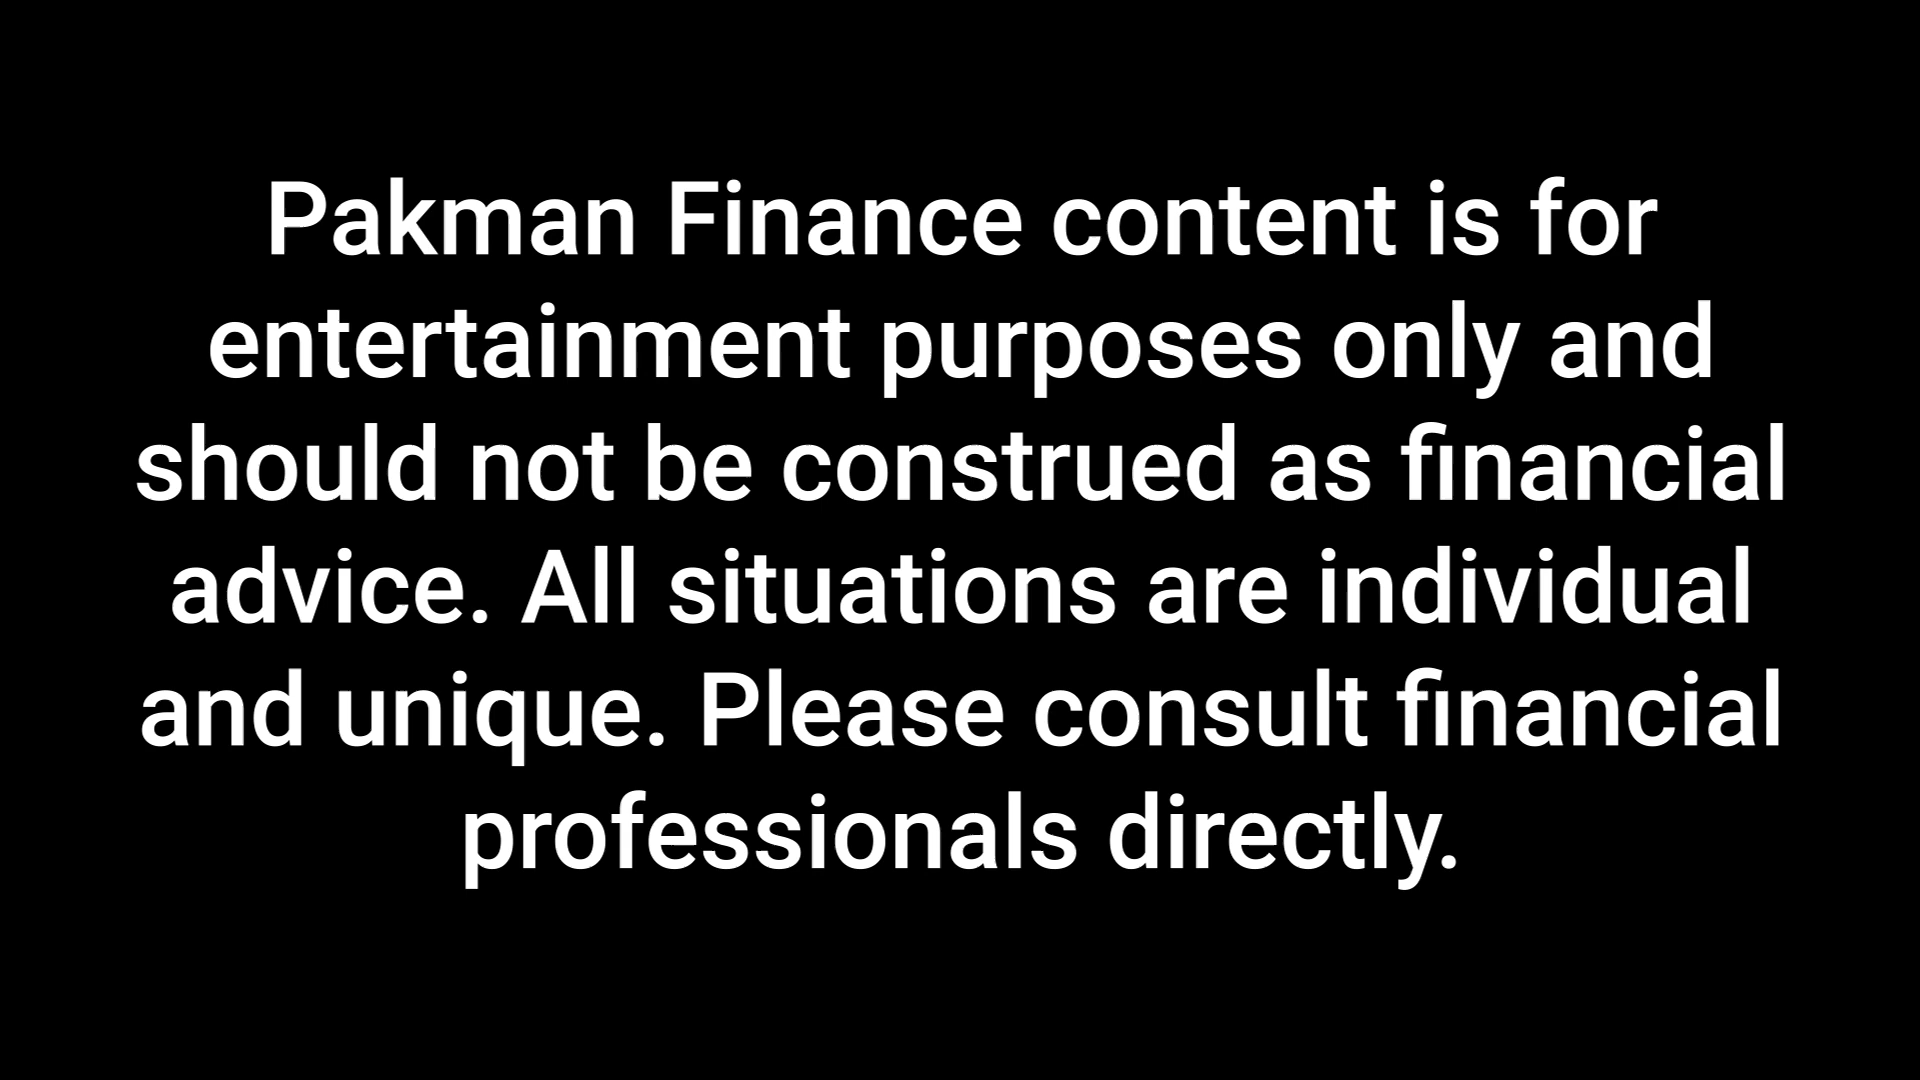 Pakman Finance content is for
entertainment purposes only and
should not be construed as financial
advice. All situations are individual
and unique. Please consult financial
professionals directly.